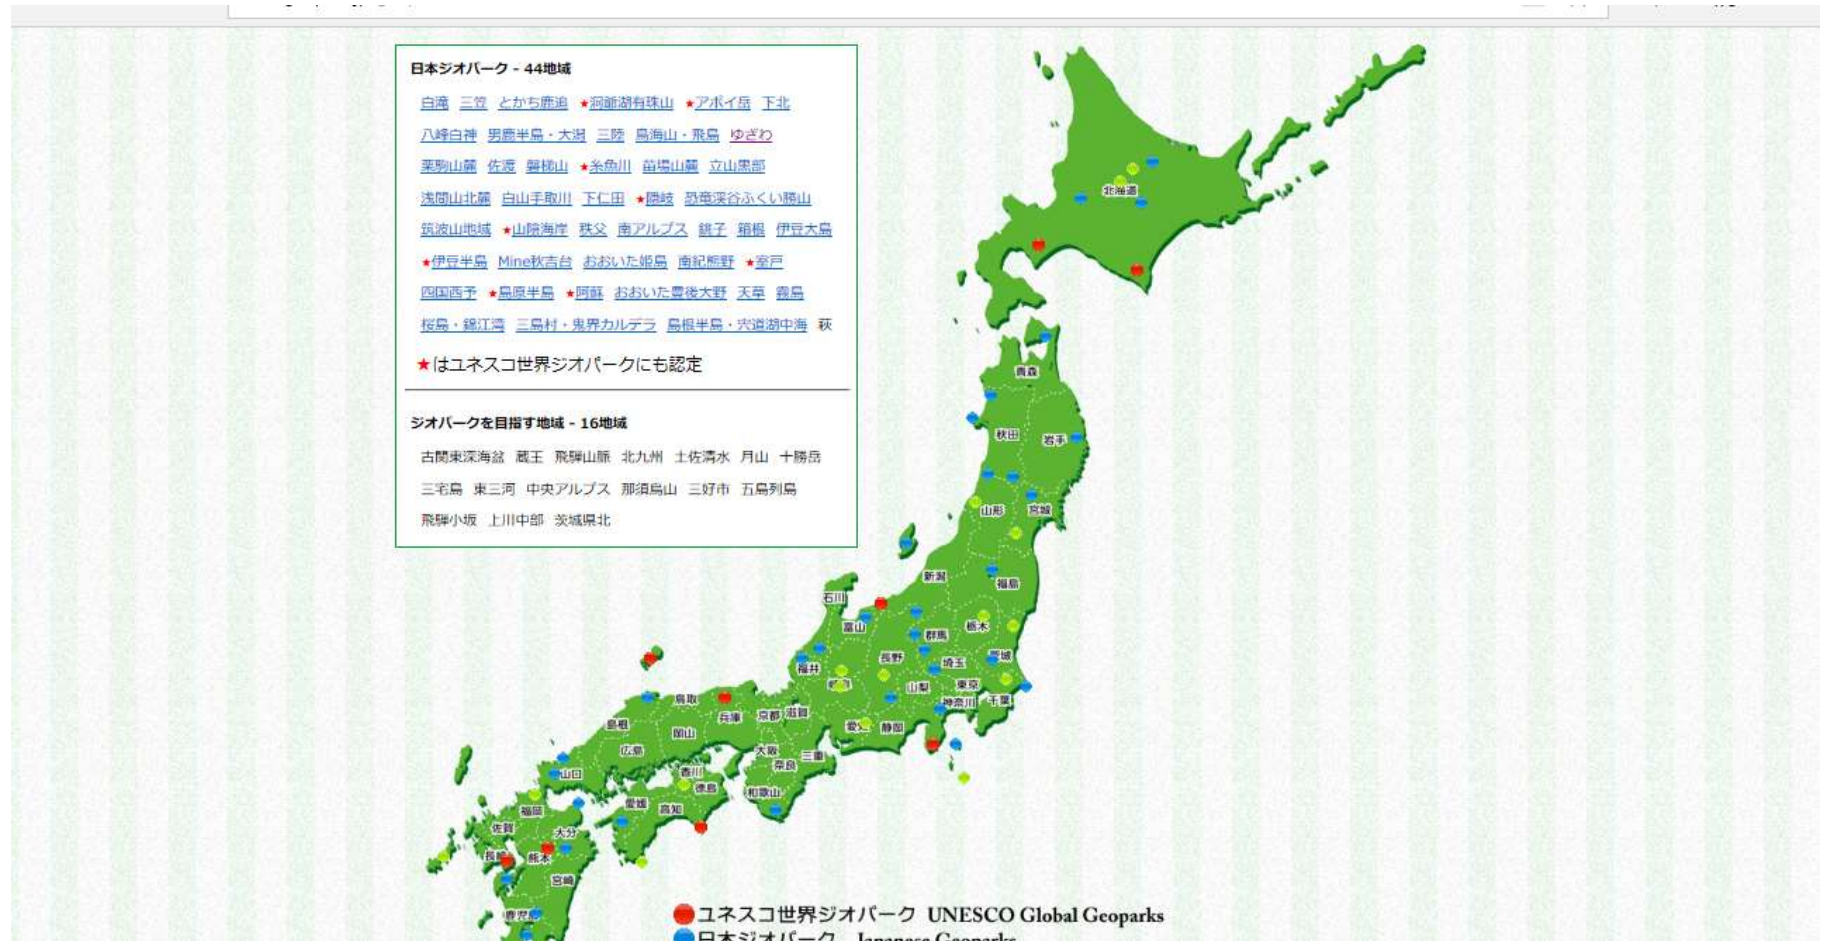 日本ジオパーク - 44地域
白滝 三笠 とかち鹿追 ★洞爺湖有珠山 ★アポイ岳 下北
八峰白神 男鹿半島・大潟 三陸 鳥海山・飛島 ゆざわ
栗駒山麓 佐渡 磐梯山 ★糸魚川 苗場山麓 立山黒部
浅間山北麓 白山手取川 下仁田 ★隠岐 恐竜渓谷ふくい勝山
筑波山地域 ★山陰海岸 秩父 南アルプス 銚子 箱根 伊豆大島
★伊豆半島 Mine秋吉台 おおいた姫島 南紀熊野 ★室戸
四国西予 ★島原半島 ★阿蘇 おおいた豊後大野 天草 霧島
桜島・錦江湾 三島村・鬼界カルデラ 島根半島・宍道湖中海 萩
★はユネスコ世界ジオパークにも認定
ジオパークを目指す地域 - 16地域
古関東深海盆 蔵王 飛騨山脈 北九州 土佐清水 月山 十勝岳
三宅島 東三河 中央アルプス 那須烏山 三好市 五島列島
飛騨小坂 上川中部 茨城県北
北海道
青森
秋田 岩手
山形 宮城
新潟 福島
石川
富山 群馬 栃木
福井 長野 埼玉 茨城
山梨 東京
神奈川 千葉
鳥取 兵庫 京都 滋賀
島根 岡山 愛知 静岡
広島 大阪 三重
奈良
山口 香川
徳島 和歌山
福岡 愛媛 高知
佐賀 大分
長崎 熊本
宮崎
鹿児島
ユネスコ世界ジオパーク UNESCO Global Geoparks
日本ジオパーク Japanese Geoparks